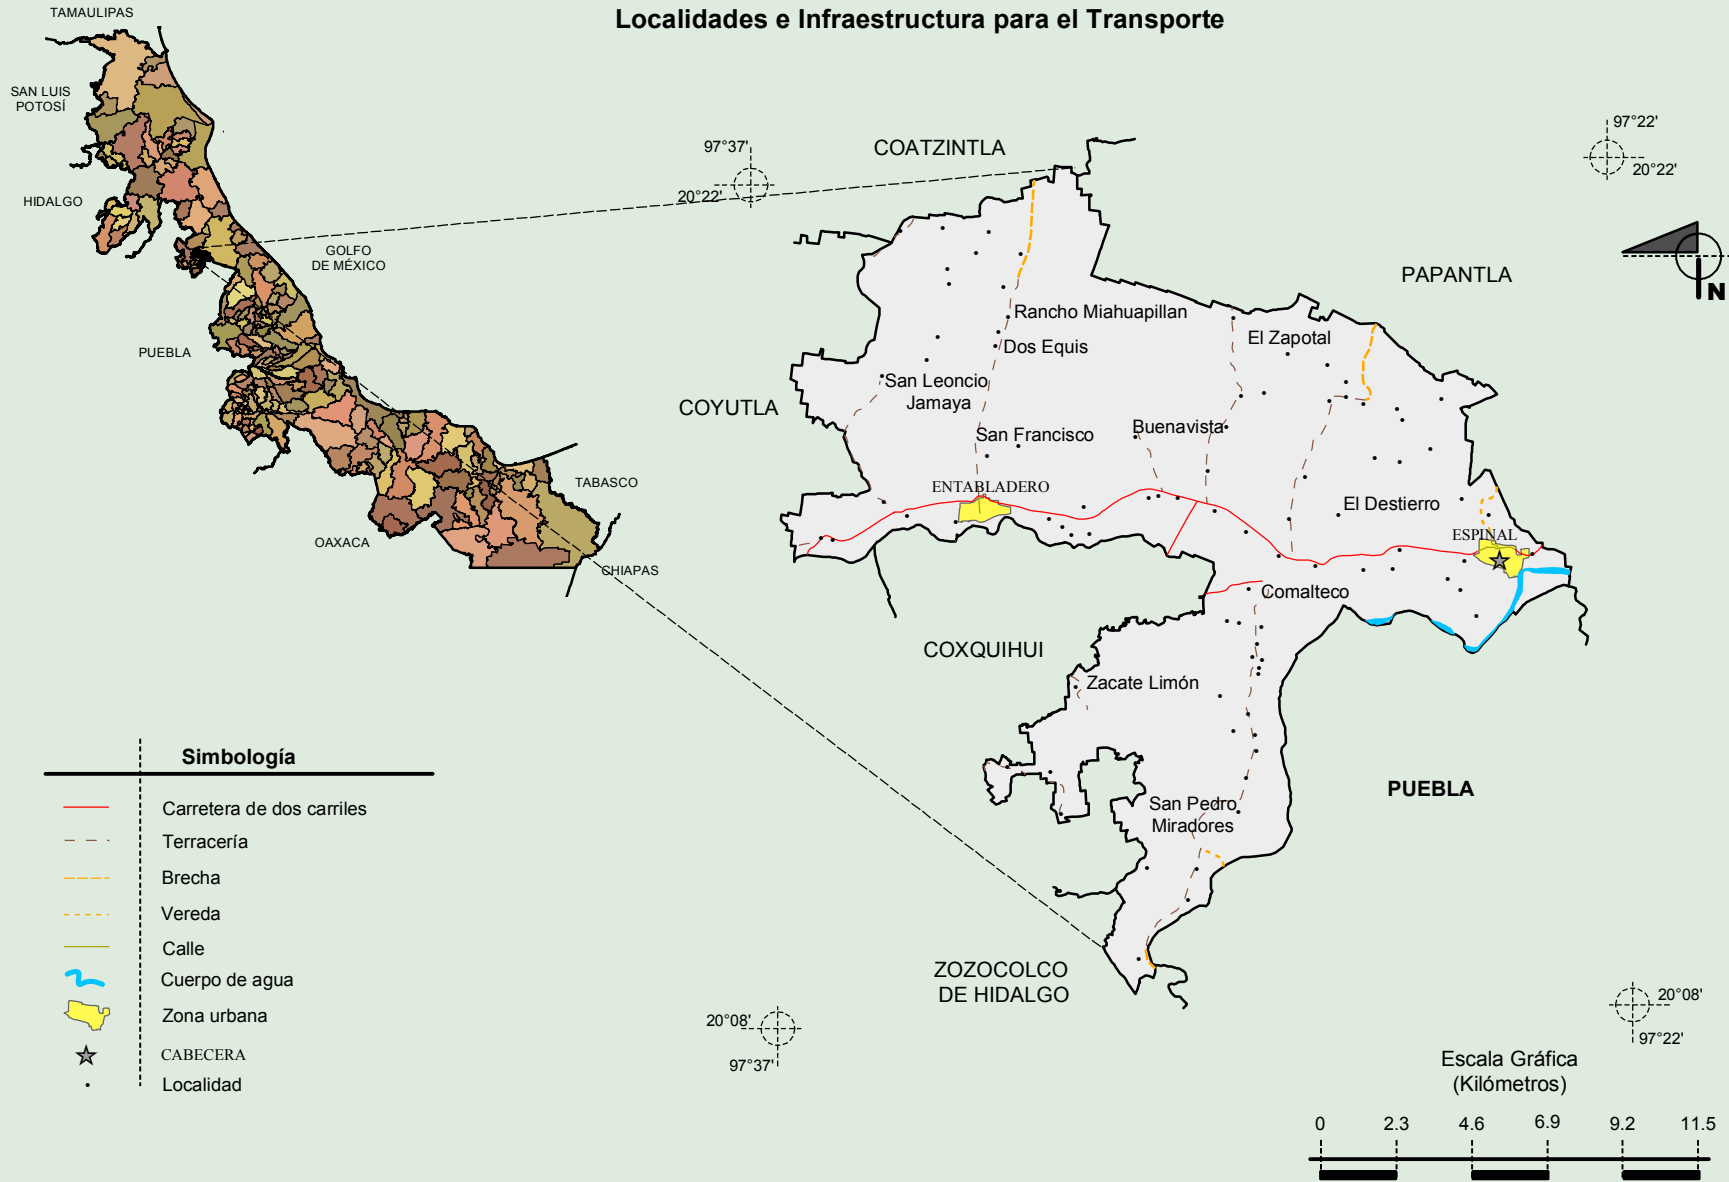 Localidades e Infraestructura para el Transporte
TAMAULIPAS
SAN LUIS
POTOSÍ
HIDALGO
GOLFO
DE MÉXICO
PUEBLA
TABASCO
OAXACA
CHIAPAS
97°37'
20°22'
COATZINTLA
97°22'
20°22'
PAPANTLA
N
Rancho Miahuapillan
El Zapotal
Dos Equis
San Leoncio
Jamaya
COYUTLA
San Francisco
Buenavista
ENTABLADERO
El Destierro
ESPINAL
Comalteco
COXQUIHUI
Zacate Limón
PUEBLA
San Pedro
Miradores
ZOZOCOLCO
DE HIDALGO
20°08'
97°37'
20°08'
97°22'
Simbología
Carretera de dos carriles
Terracería
Brecha
Vereda
Calle
Cuerpo de agua
Zona urbana
CABECERA
Localidad
Escala Gráfica
(Kilómetros)
0 2.3 4.6 6.9 9.2 11.5